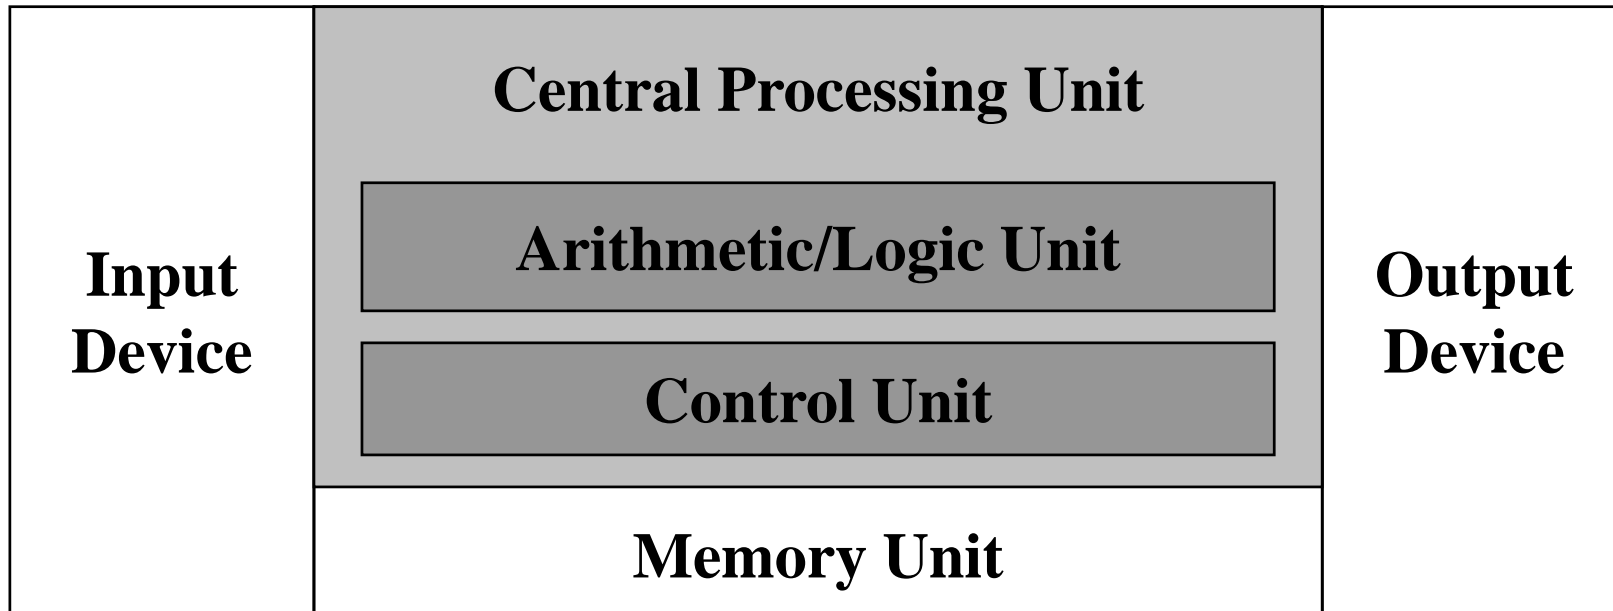 Input
Device
Central Processing Unit
Arithmetic/Logic Unit
Control Unit
Memory Unit
Output
Device